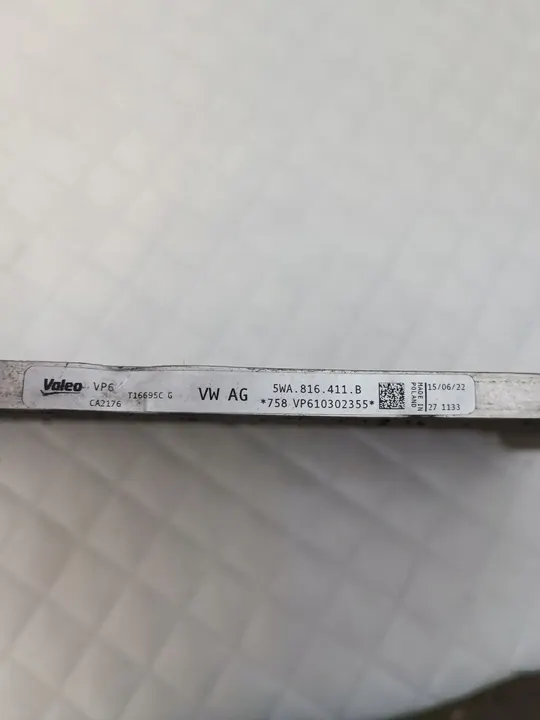 Valeo VP6
CA2176 T16695C G
VW AG
5WA.816.411.B
*758 VP610302355*
MADE IN
POLAND
15/06/22
27 1133